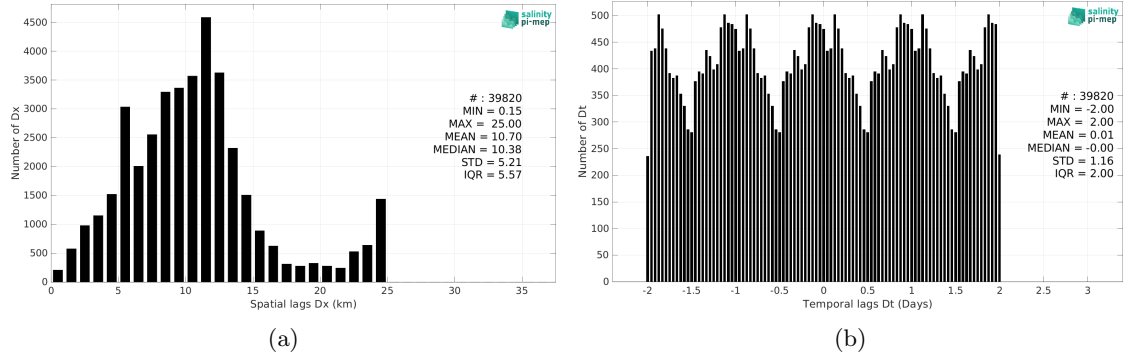 5000
4500
4000
3500
3000
2500
2000
1500
1000
500
0
0
5
10
15
20
25
30
35
Number of Dx
Spatial lags Dx (km)
salinity
pi-mep
# : 39820
MIN = 0.15
MAX = 25.00
MEAN = 10.70
MEDIAN = 10.38
STD = 5.21
IQR = 5.57
(a)
500
450
400
350
300
250
200
150
100
50
0
-2
-1.5
-1
-0.5
0
0.5
1
1.5
2
2.5
3
Number of Dt
Temporal lags Dt (Days)
salinity
pi-mep
# : 39820
MIN = -2.00
MAX = 2.00
MEAN = 0.01
MEDIAN = -0.00
STD = 1.16
IQR = 2.00
(b)